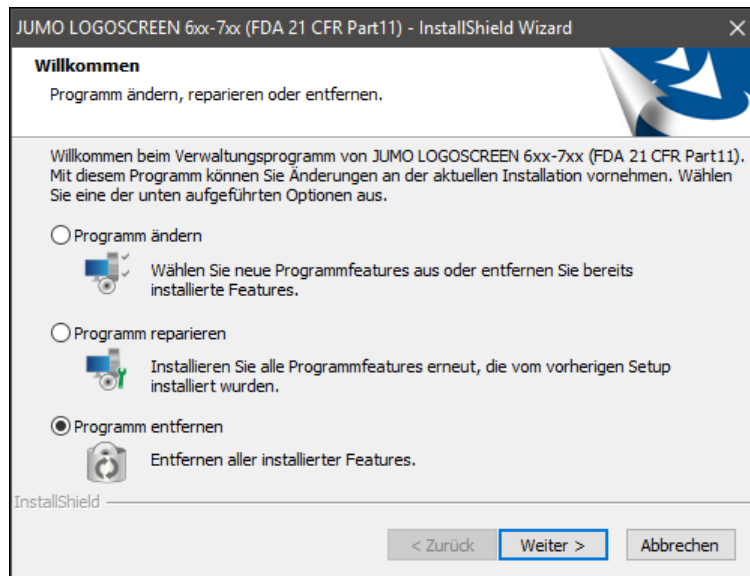 JUMO LOGOSCREEN 6xx-7xx (FDA 21 CFR Part11) - InstallShield Wizard
Willkommen
Programm ändern, reparieren oder entfernen.
Willkommen beim Verwaltungsprogramm von JUMO LOGOSCREEN 6xx-7xx (FDA 21 CFR Part11).
Mit diesem Programm können Sie Änderungen an der aktuellen Installation vornehmen. Wählen
Sie eine der unten aufgeführten Optionen aus.
Programm ändern
Wählen Sie neue Programmfeatures aus oder entfernen Sie bereits
installierte Features.
Programm reparieren
Installieren Sie alle Programmfeatures erneut, die vom vorherigen Setup
installiert wurden.
Programm entfernen
Entfernen aller installierter Features.
InstallShield
< Zurück Weiter > Abbrechen